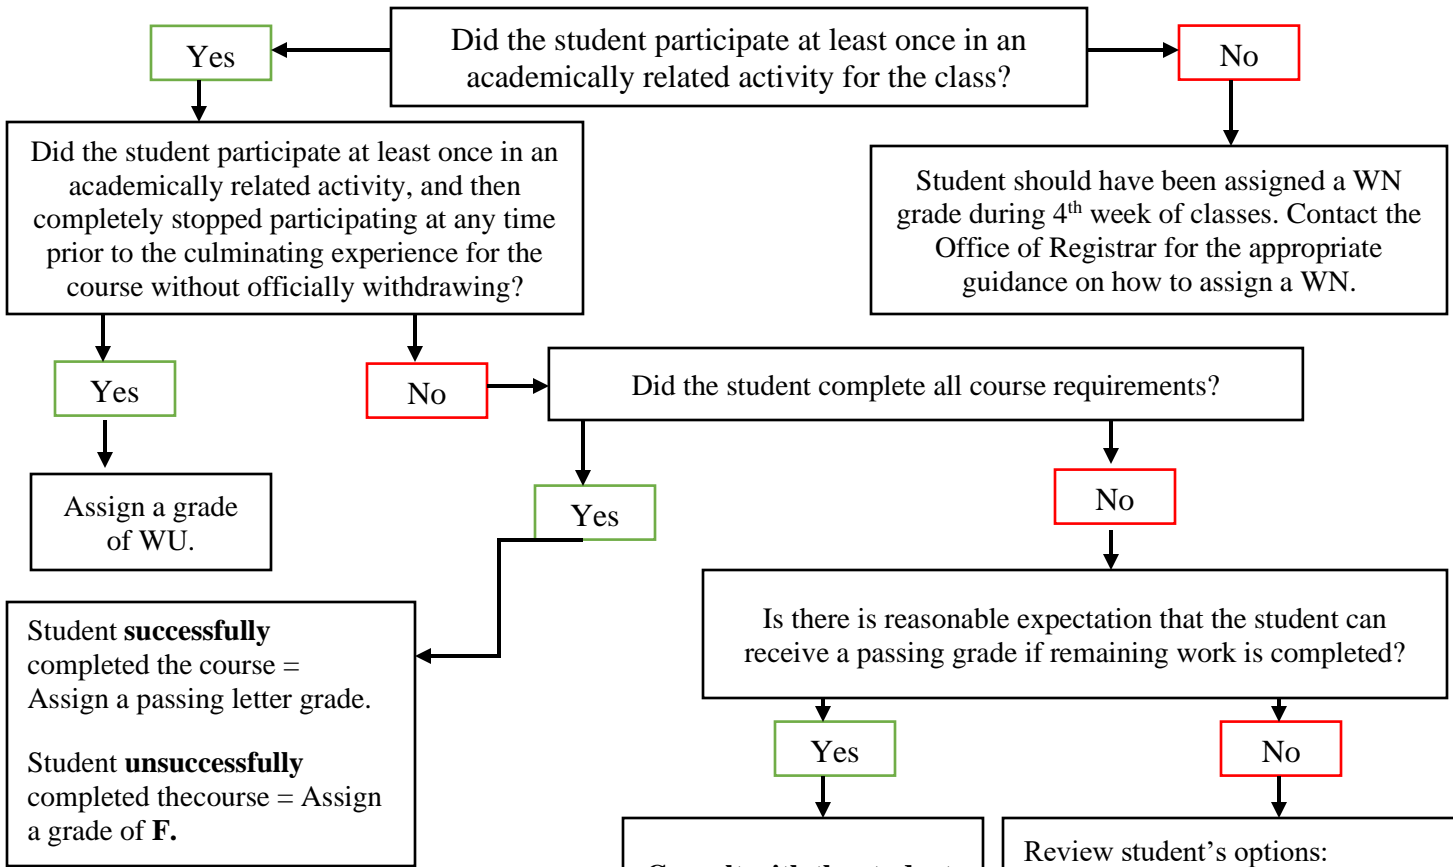 Did the student participate at least once in an
academically related activity for the class?
Yes
No
Did the student participate at least once in an
academically related activity, and then
completely stopped participating at any time
prior to the culminating experience for the
course without officially withdrawing?
Student should have been assigned a WN
grade during 4th week of classes. Contact the
Office of Registrar for the appropriate
guidance on how to assign a WN.
Yes
No
Did the student complete all course requirements?
Assign a grade
of WU.
Yes
No
Student successfully
completed the course =
Assign a passing letter grade.
Student unsuccessfully
completed thecourse = Assign
a grade of F.
Is there is reasonable expectation that the student can
receive a passing grade if remaining work is completed?
Yes
No
Review student's options: